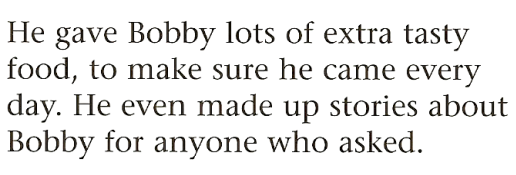 He gave Bobby lots of extra tasty
food, to make sure he came every
day. He even made up stories about
Bobby for anyone who asked.